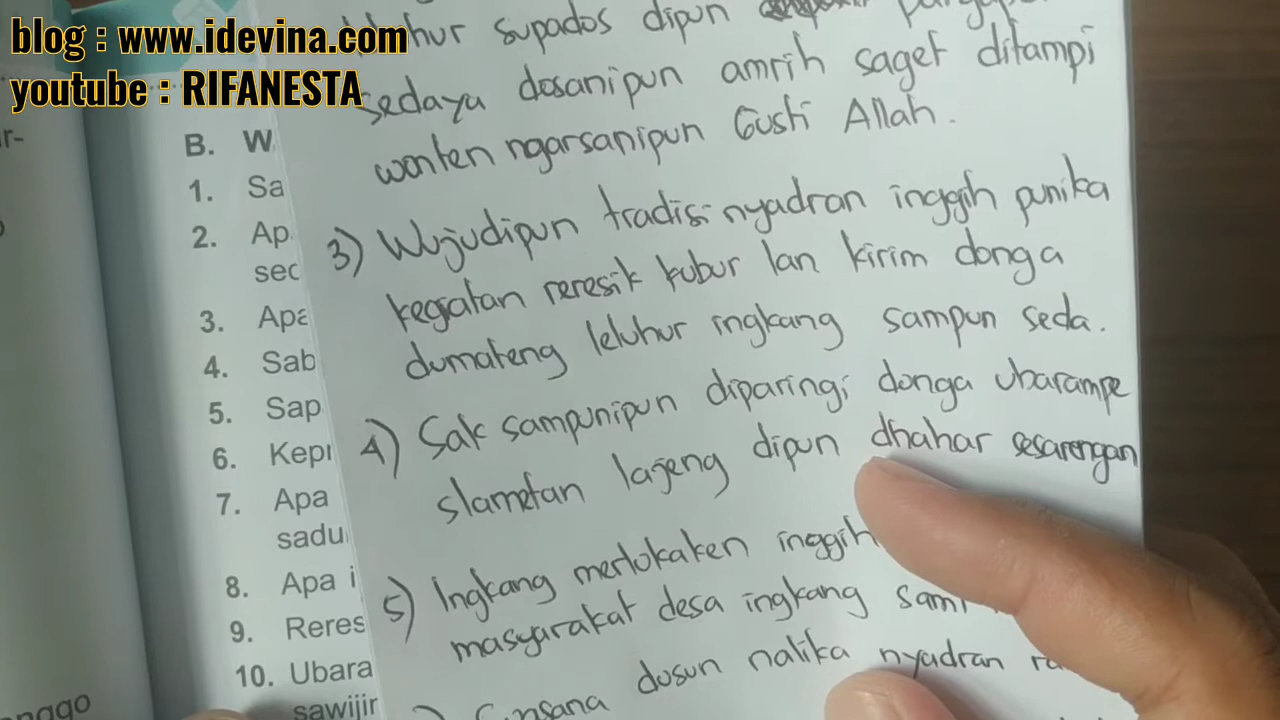 blog : www.idevina.com
youtube : RIFANESTA
hur supados dipun
sedaya dosanipun amrih saget ditampi
wonten ngarsanipun Gusti Allah.
3) Wujudipun tradisi nyadran inggih punika
kegiatan reresik kubur lan kirim donga
dumateng leluhur ingkang sampun seda.
4) Sak sampunipun diparingi donga ubarampe
slametan lajeng dipun dhahar sesarengan
5) Ingkang merlokaken inggih
masyarakat desa ingkang sami
dusun nalika nyadran
B. W
1. Sa
2. Ap
sec
3. Apa
4. Sab
5. Sap
6. Kepi
7. Apa
sadu
8. Apa i
9. Reres
10. Ubara
sawijir